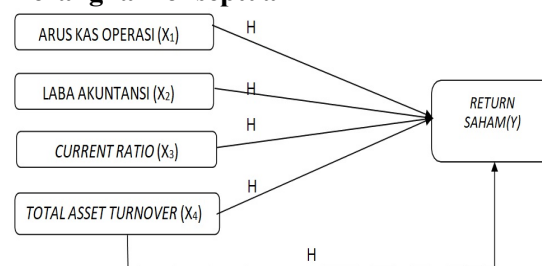 ARUS KAS OPERASI (X1)
H
LABA AKUNTANSI (X2)
H
CURRENT RATIO (X3)
H
TOTAL ASSET TURNOVER (X4)
H
RETURN
SAHAM(Y)
H